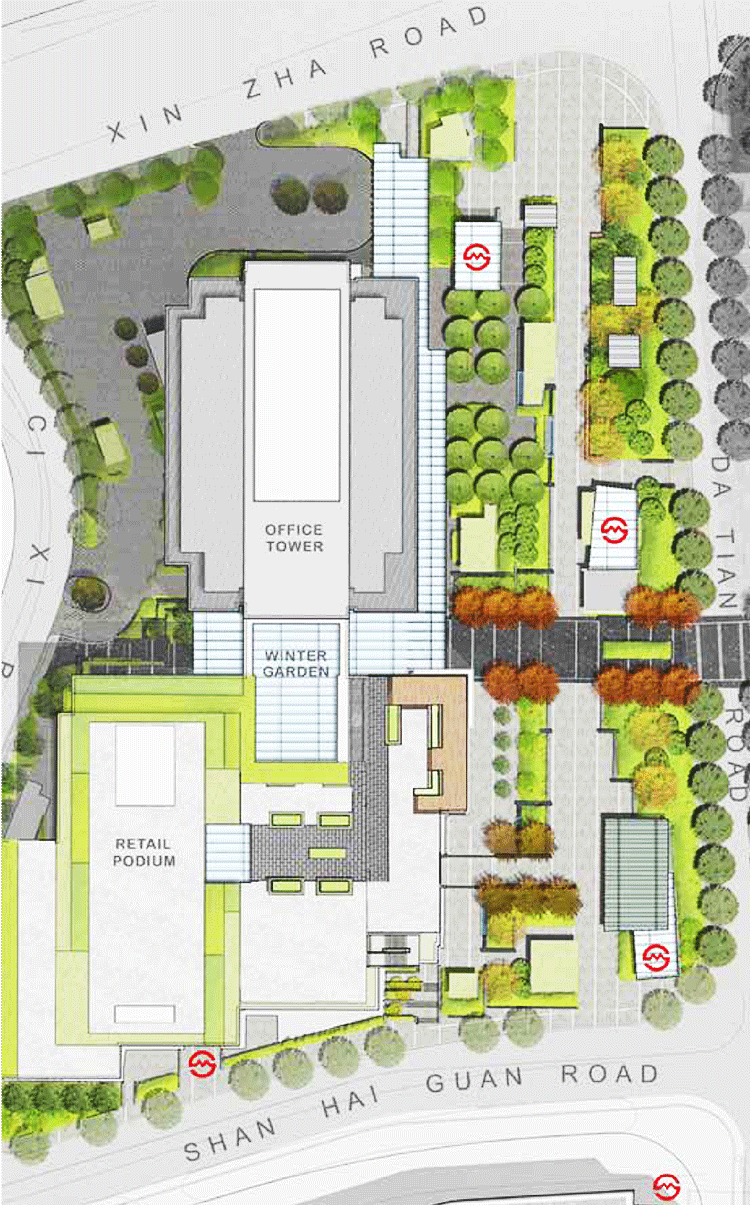 XIN ZHA ROAD
CI XI R
DA TIAN ROAD
OFFICE
TOWER
WINTER
GARDEN
RETAIL
PODIUM
SHAN HAI GUAN ROAD